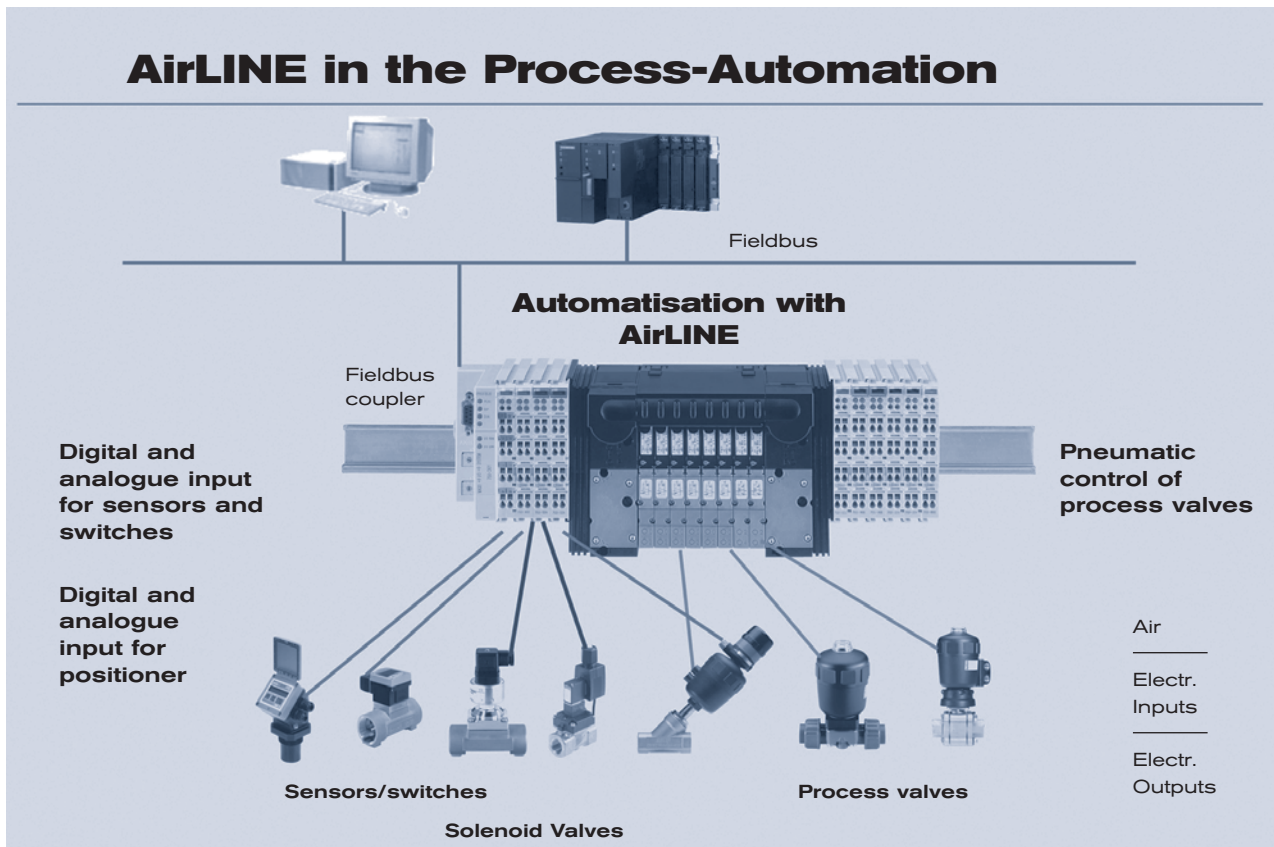 AirLINE in the Process-Automation
Fieldbus
Automatisation with
AirLINE
Fieldbus
coupler
Digital and
analogue input
for sensors and
switches
Pneumatic
control of
process valves
Digital and
analogue
input for
positioner
Air
Electr.
Inputs
Electr.
Outputs
Sensors/switches
Process valves
Solenoid Valves